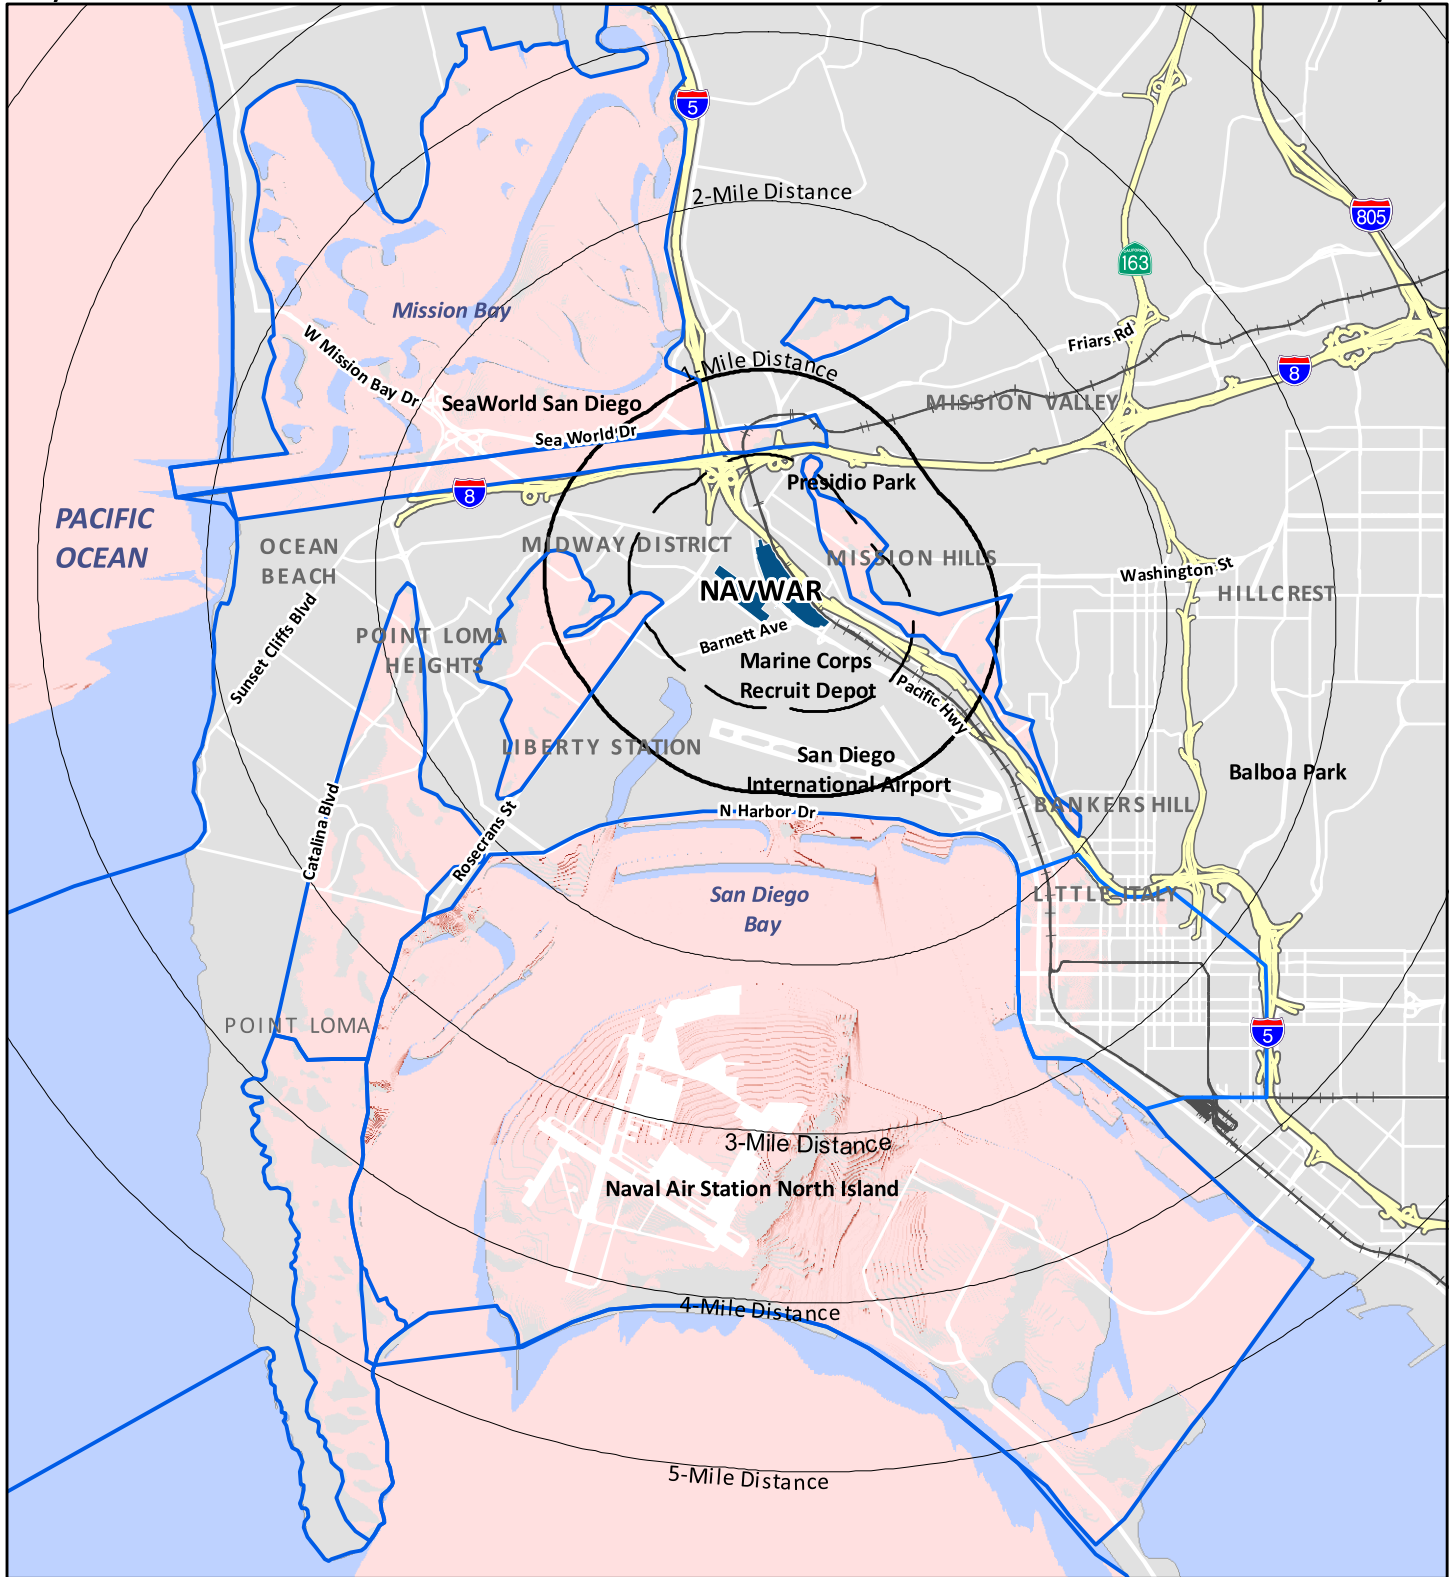 5
2-Mile Distance
805
163
Mission Bay
Friars Rd
W Mission Bay Dr
1-Mile Distance
8
SeaWorld San Diego
MISSION VALLEY
Sea World Dr
8
Presidio Park
PACIFIC
OCEAN
OCEAN
BEACH
MIDWAY DISTRICT
MISSION HILLS
Washington St
NAVWAR
HILLCREST
Sunset Cliffs Blvd
POINT LOMA
HEIGHTS
Barnett Ave
Marine Corps
Recruit Depot
Pacific Hwy
LIBERTY STATION
San Diego
International Airport
Balboa Park
Catalina Blvd
Rosecrans St
N Harbor Dr
BANKERS HILL
San Diego
Bay
LITTLE ITALY
POINT LOMA
5
3-Mile Distance
Naval Air Station North Island
4-Mile Distance
5-Mile Distance